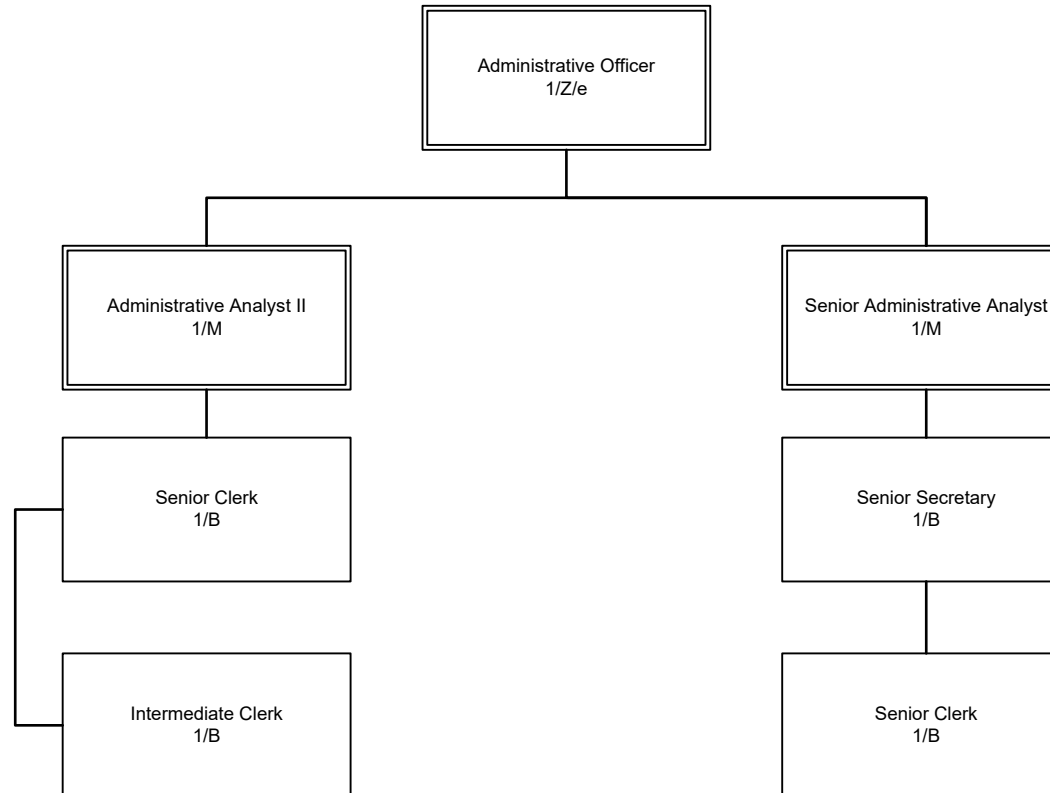 Administrative Officer
1/Z/e
Administrative Analyst II
1/M
Senior Administrative Analyst
1/M
Senior Clerk
1/B
Senior Secretary
1/B
Intermediate Clerk
1/B
Senior Clerk
1/B